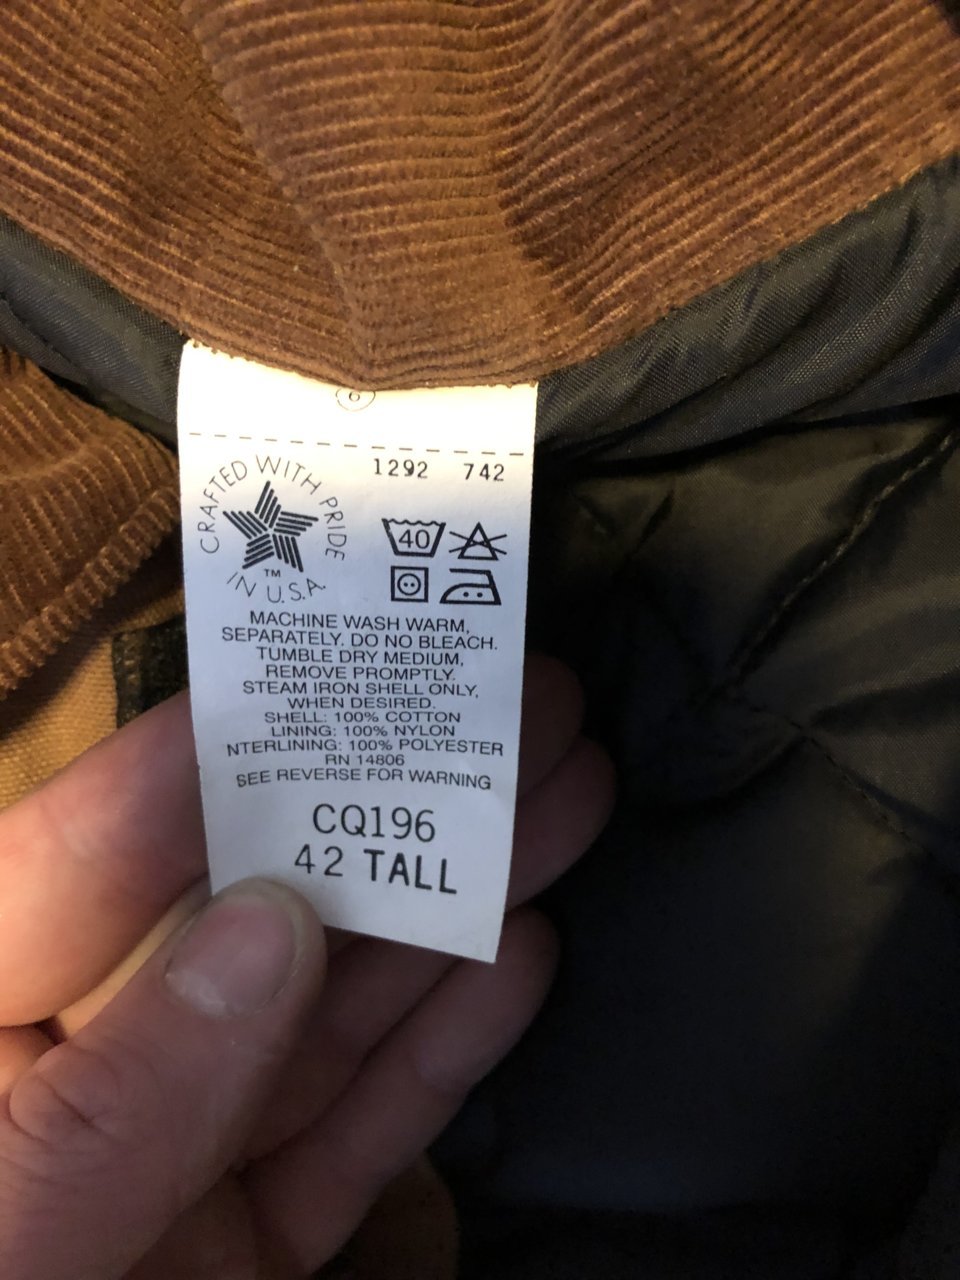 6
1292 742
CRAFTED WITH PRIDE
TM
IN U.S.A.
40
MACHINE WASH WARM,
SEPARATELY. DO NO BLEACH.
TUMBLE DRY MEDIUM,
REMOVE PROMPTLY.
STEAM IRON SHELL ONLY,
WHEN DESIRED.
SHELL: 100% COTTON
LINING: 100% NYLON
NTERLINING: 100% POLYESTER
RN 14806
SEE REVERSE FOR WARNING
CQ196
42 TALL